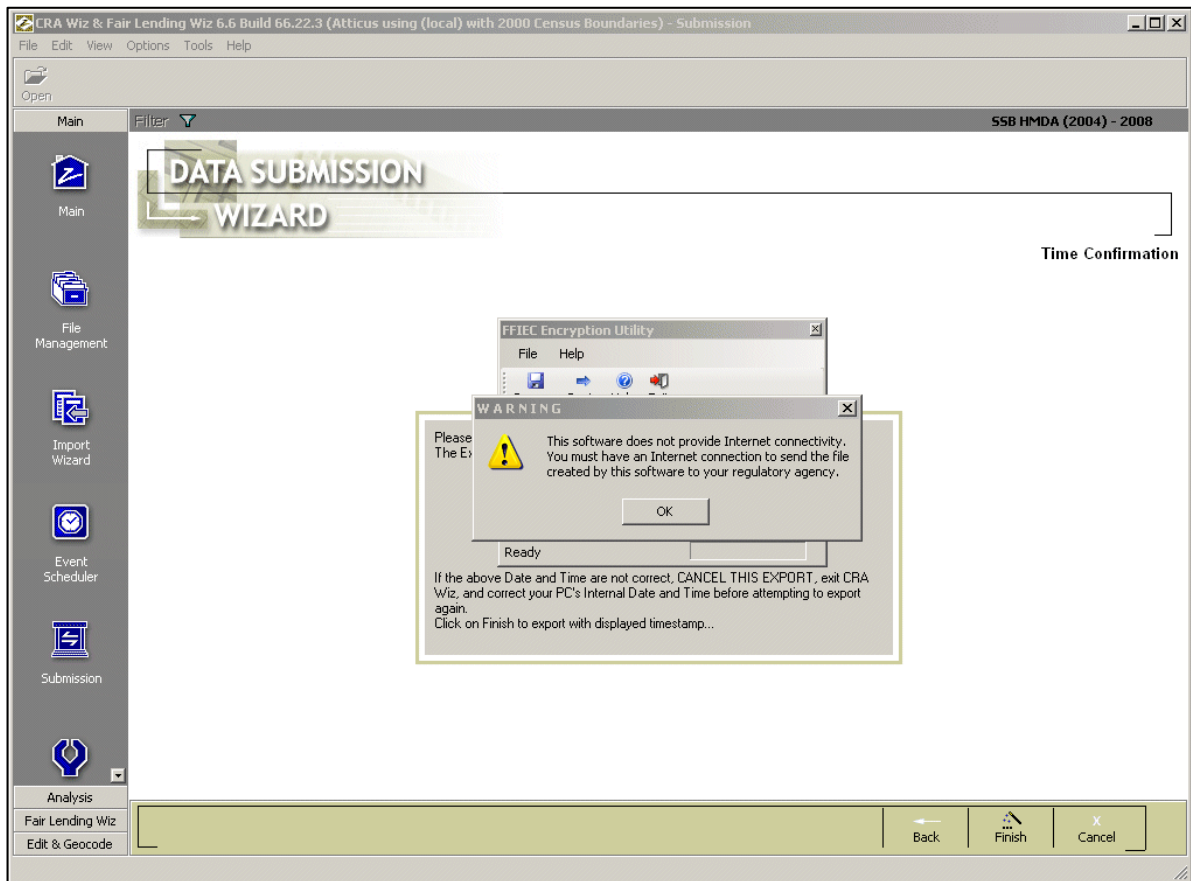 CRA Wiz & Fair Lending Wiz 6.6 Build 66.22.3 (Atticus using (local) with 2000 Census Boundaries) - Submission
File Edit View Options Tools Help
Open
Main
Filter
SSB HMDA (2004) - 2008
DATA SUBMISSION
WIZARD
Main
Time Confirmation
File
Management
FFIEC Encryption Utility
File Help
Import
Wizard
WARNING
Please
The Ex
This software does not provide Internet connectivity.
You must have an Internet connection to send the file
created by this software to your regulatory agency.
OK
Ready
Event
Scheduler
If the above Date and Time are not correct, CANCEL THIS EXPORT, exit CRA
Wiz, and correct your PC's Internal Date and Time before attempting to export
again.
Click on Finish to export with displayed timestamp...
Submission
Analysis
Fair Lending Wiz
Edit & Geocode
Back
Finish
X
Cancel